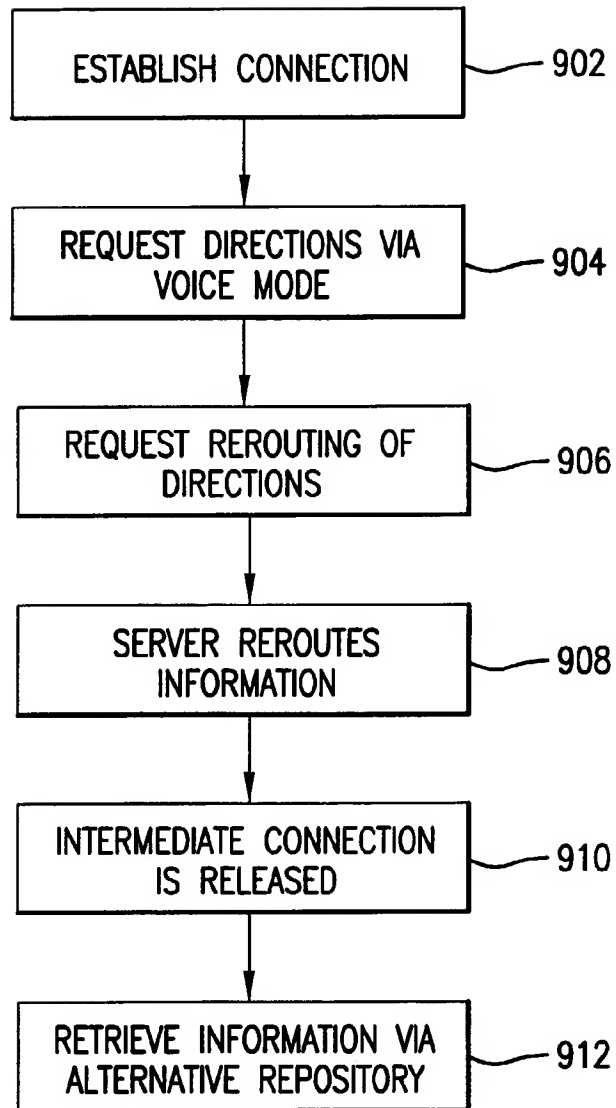 ESTABLISH CONNECTION
902
REQUEST DIRECTIONS VIA
VOICE MODE
904
REQUEST REROUTING OF
DIRECTIONS
906
SERVER REROUTES
INFORMATION
908
INTERMEDIATE CONNECTION
IS RELEASED
910
RETRIEVE INFORMATION VIA
ALTERNATIVE REPOSITORY
912